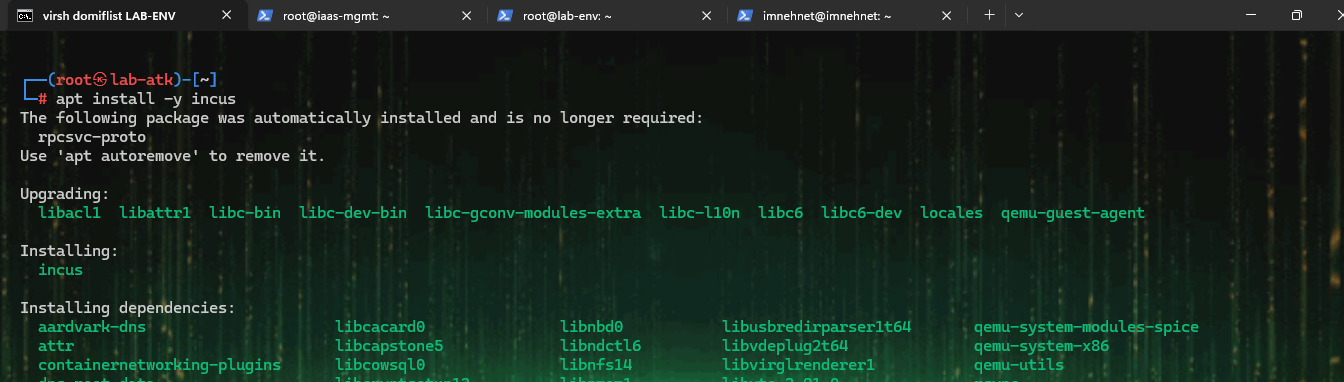 virsh domiflist LAB-ENV
root@iaas-mgmt: ~
root@lab-env: ~
imnehnet@imnehnet: ~
┌──(root㉿lab-atk)-[~]
└─# apt install -y incus
The following package was automatically installed and is no longer required:
rpcsvc-proto
Use 'apt autoremove' to remove it.
Upgrading:
libacl1 libattr1 libc-bin libc-dev-bin libc-gconv-modules-extra libc-l10n libc6 libc6-dev locales qemu-guest-agent
Installing:
incus
Installing dependencies:
aardvark-dns libcacard0 libnbd0 libusbredirparser1t64 qemu-system-modules-spice
attr libcapstone5 libndctl6 libvdeplug2t64 qemu-system-x86
containernetworking-plugins libcowsql0 libnfs14 libvirglrenderer1 qemu-utils